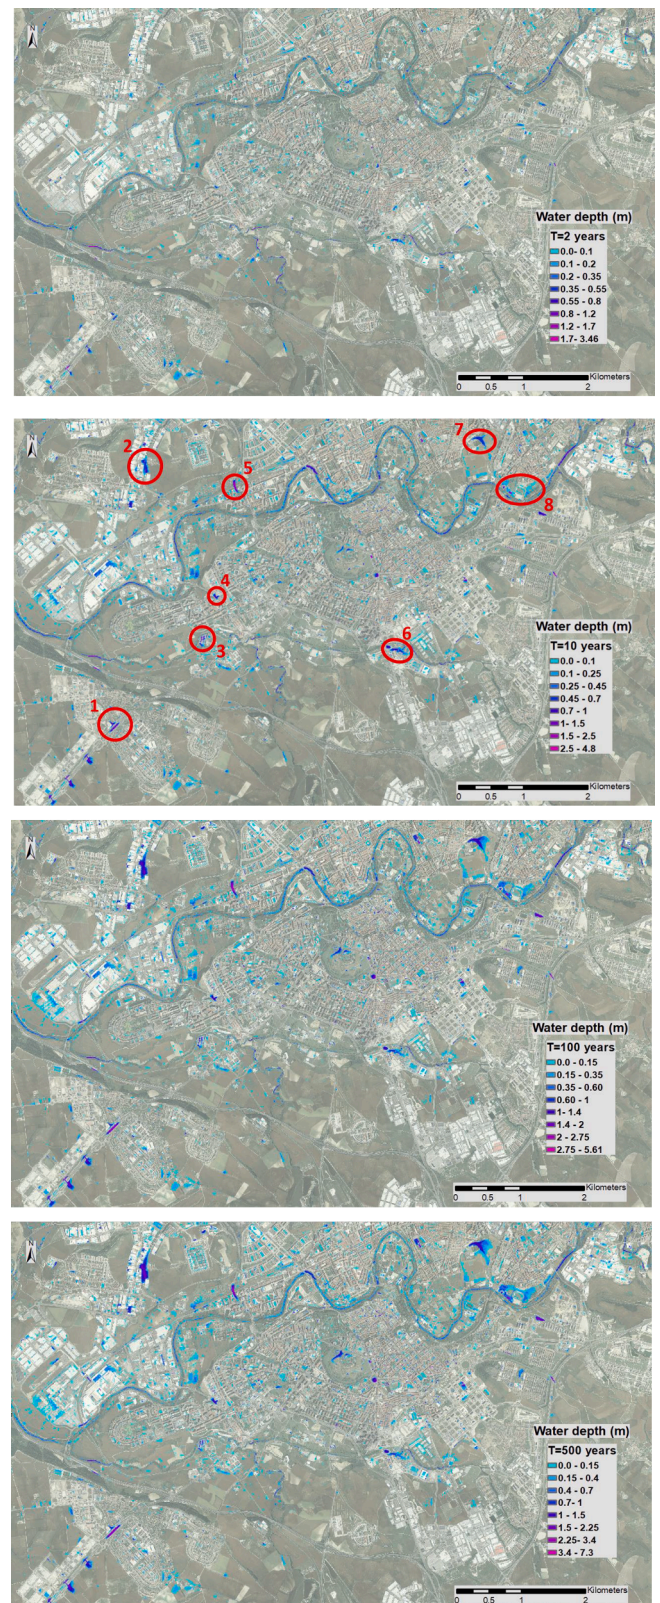 N
Water depth (m)
T=2 years
0.0- 0.1
0.1 - 0.2
0.2 - 0.35
0.35 - 0.55
0.55 - 0.8
0.8 - 1.2
1.2 - 1.7
1.7- 3.46
Kilometers
0 0.5 1 2
N
2
7
5
8
4
3
6
1
Water depth (m)
T=10 years
0.0 - 0.1
0.1 - 0.25
0.25 - 0.45
0.45 - 0.7
0.7 - 1
1- 1.5
1.5 - 2.5
2.5 - 4.8
Kilometers
0 0.5 1 2
N
Water depth (m)
T=100 years
0.0 - 0.15
0.15 - 0.35
0.35 - 0.60
0.60 - 1
1- 1.4
1.4 - 2
2 - 2.75
2.75 - 5.61
Kilometers
0 0.5 1 2
N
Water depth (m)
T=500 years
0.0 - 0.15
0.15 - 0.4
0.4 - 0.7
0.7- 1
1 - 1.5
1.5 - 2.25
2.25- 3.4
3.4 - 7.3
Kilometers
0 0.5 1 2